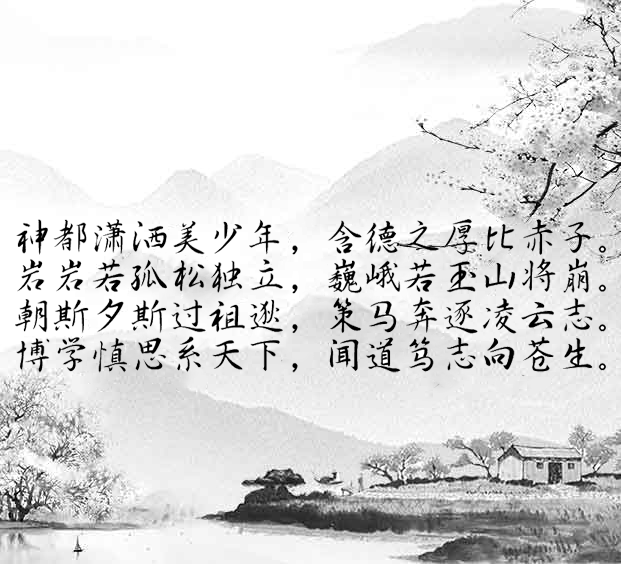 神都潇洒美少年，含德之厚比赤子。
岩岩若孤松独立，巍峨若玉山将崩。
朝斯夕斯过祖逖，策马奔逐凌云志。
博学慎思系天下，闻道笃志向苍生。